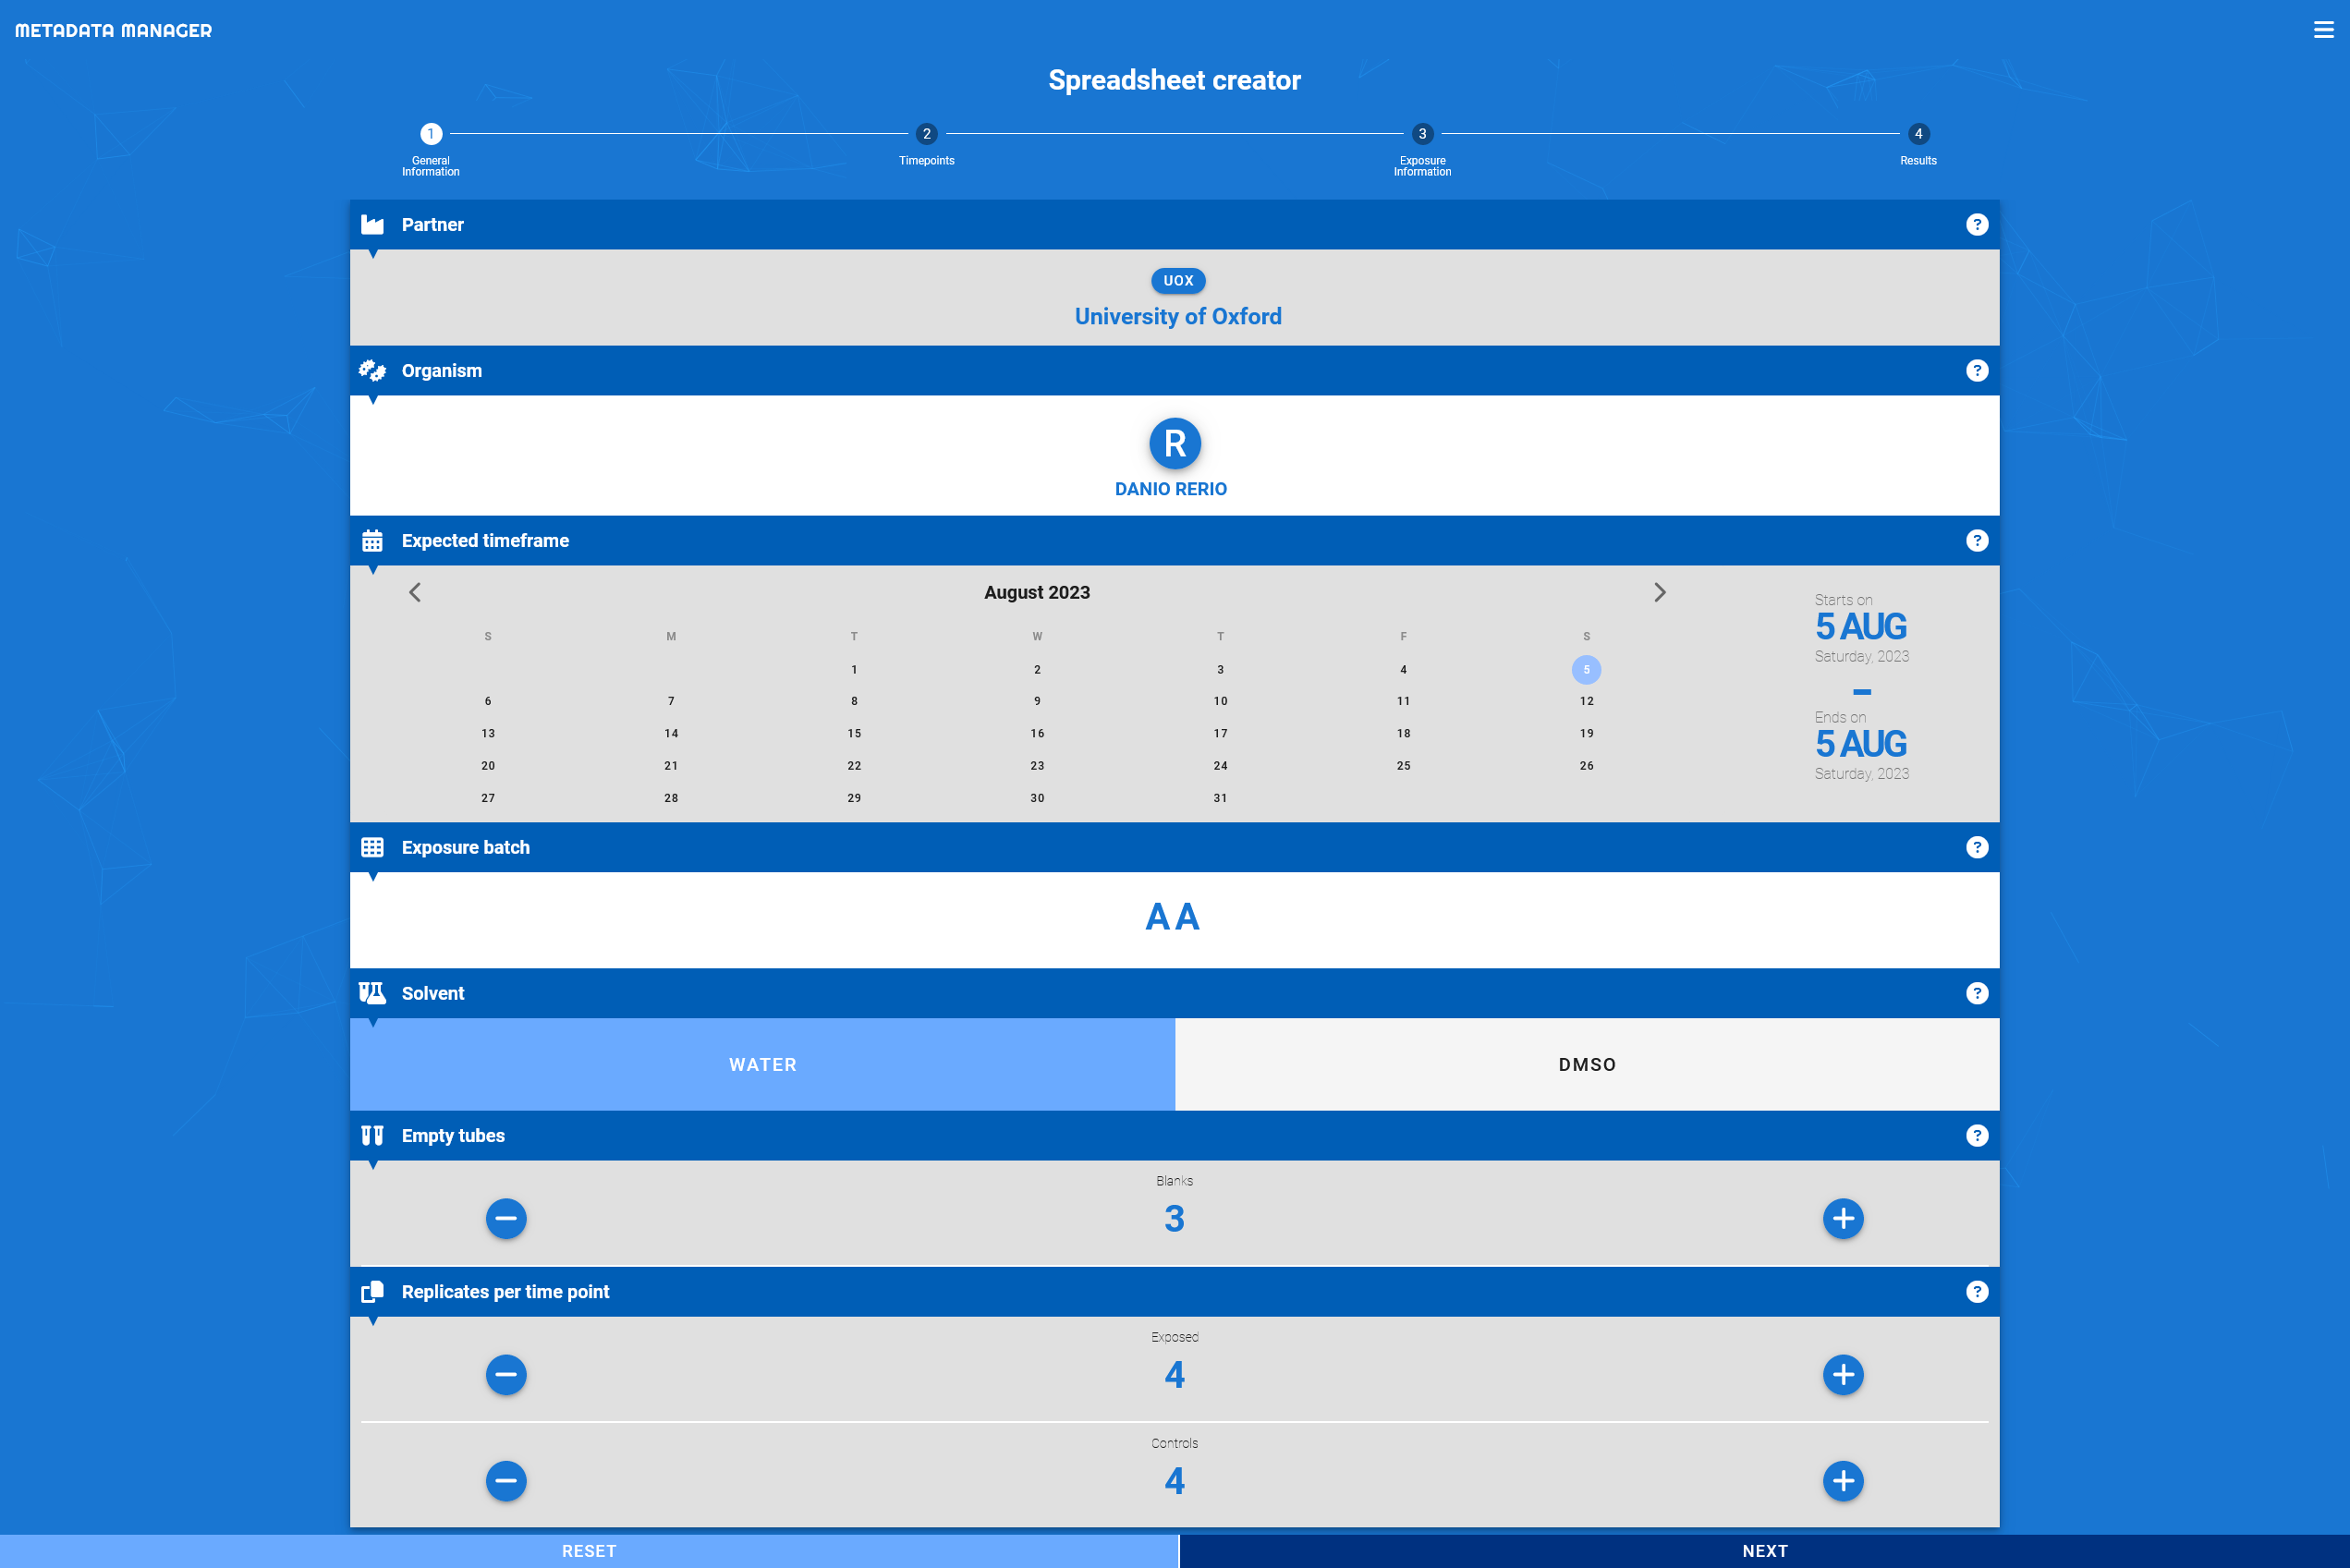 METADATA MANAGER
Spreadsheet creator
1 2 3 4
General Information Timepoints Exposure Information Results
Partner ?
UOX
University of Oxford
Organism ?
R
DANIO RERIO
Expected timeframe ?
August 2023
S M T W T F S
1 2 3 4 5
6 7 8 9 10 11 12
13 14 15 16 17 18 19
20 21 22 23 24 25 26
27 28 29 30 31
Starts on
5 AUG
Saturday, 2023
-
Ends on
5 AUG
Saturday, 2023
Exposure batch ?
A A
Solvent ?
WATER DMSO
Empty tubes ?
Blanks
3
Replicates per time point ?
Exposed
4
Controls
4
RESET NEXT